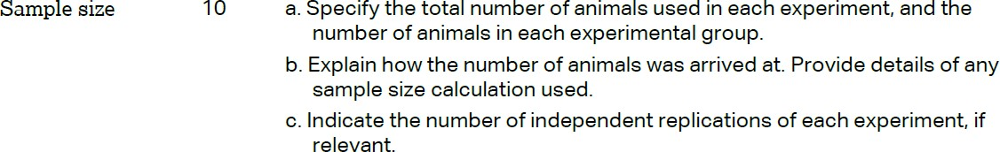 Sample size 10 a. Specify the total number of animals used in each experiment, and the
number of animals in each experimental group.
b. Explain how the number of animals was arrived at. Provide details of any
sample size calculation used.
c. Indicate the number of independent replications of each experiment, if
relevant.